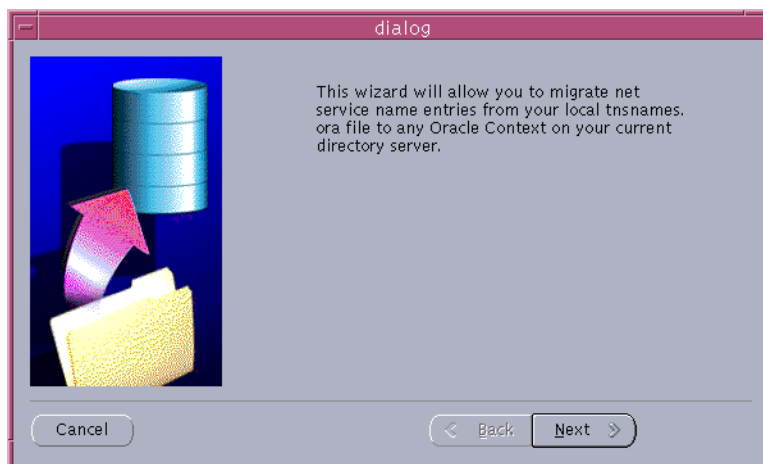 dialog
This wizard will allow you to migrate net
service name entries from your local tnsnames.
ora file to any Oracle Context on your current
directory server.
Cancel
Back
Next